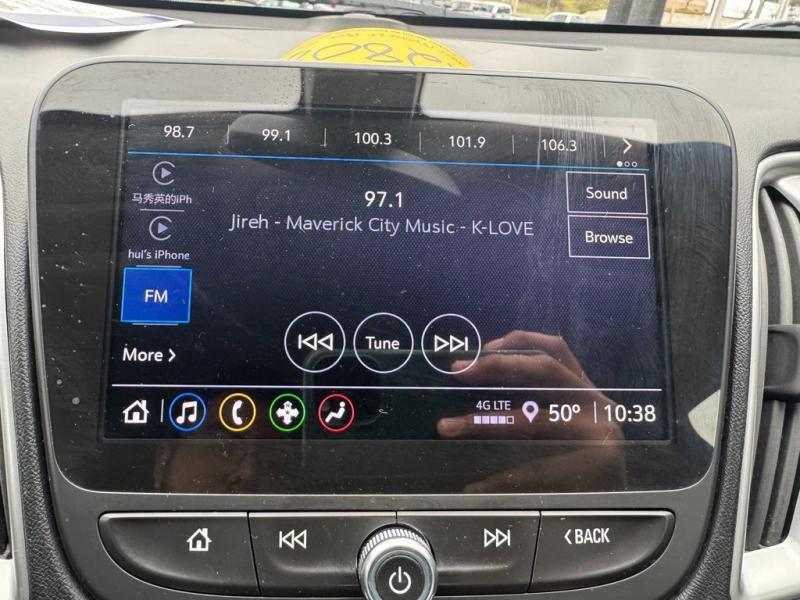 280
98.7 99.1 100.3 101.9 106.3
马秀英的iPh
97.1
Sound
Jireh - Maverick City Music - K-LOVE
hui's iPhone
Browse
FM
Tune
More
4G LTE
50° 10:38
BACK